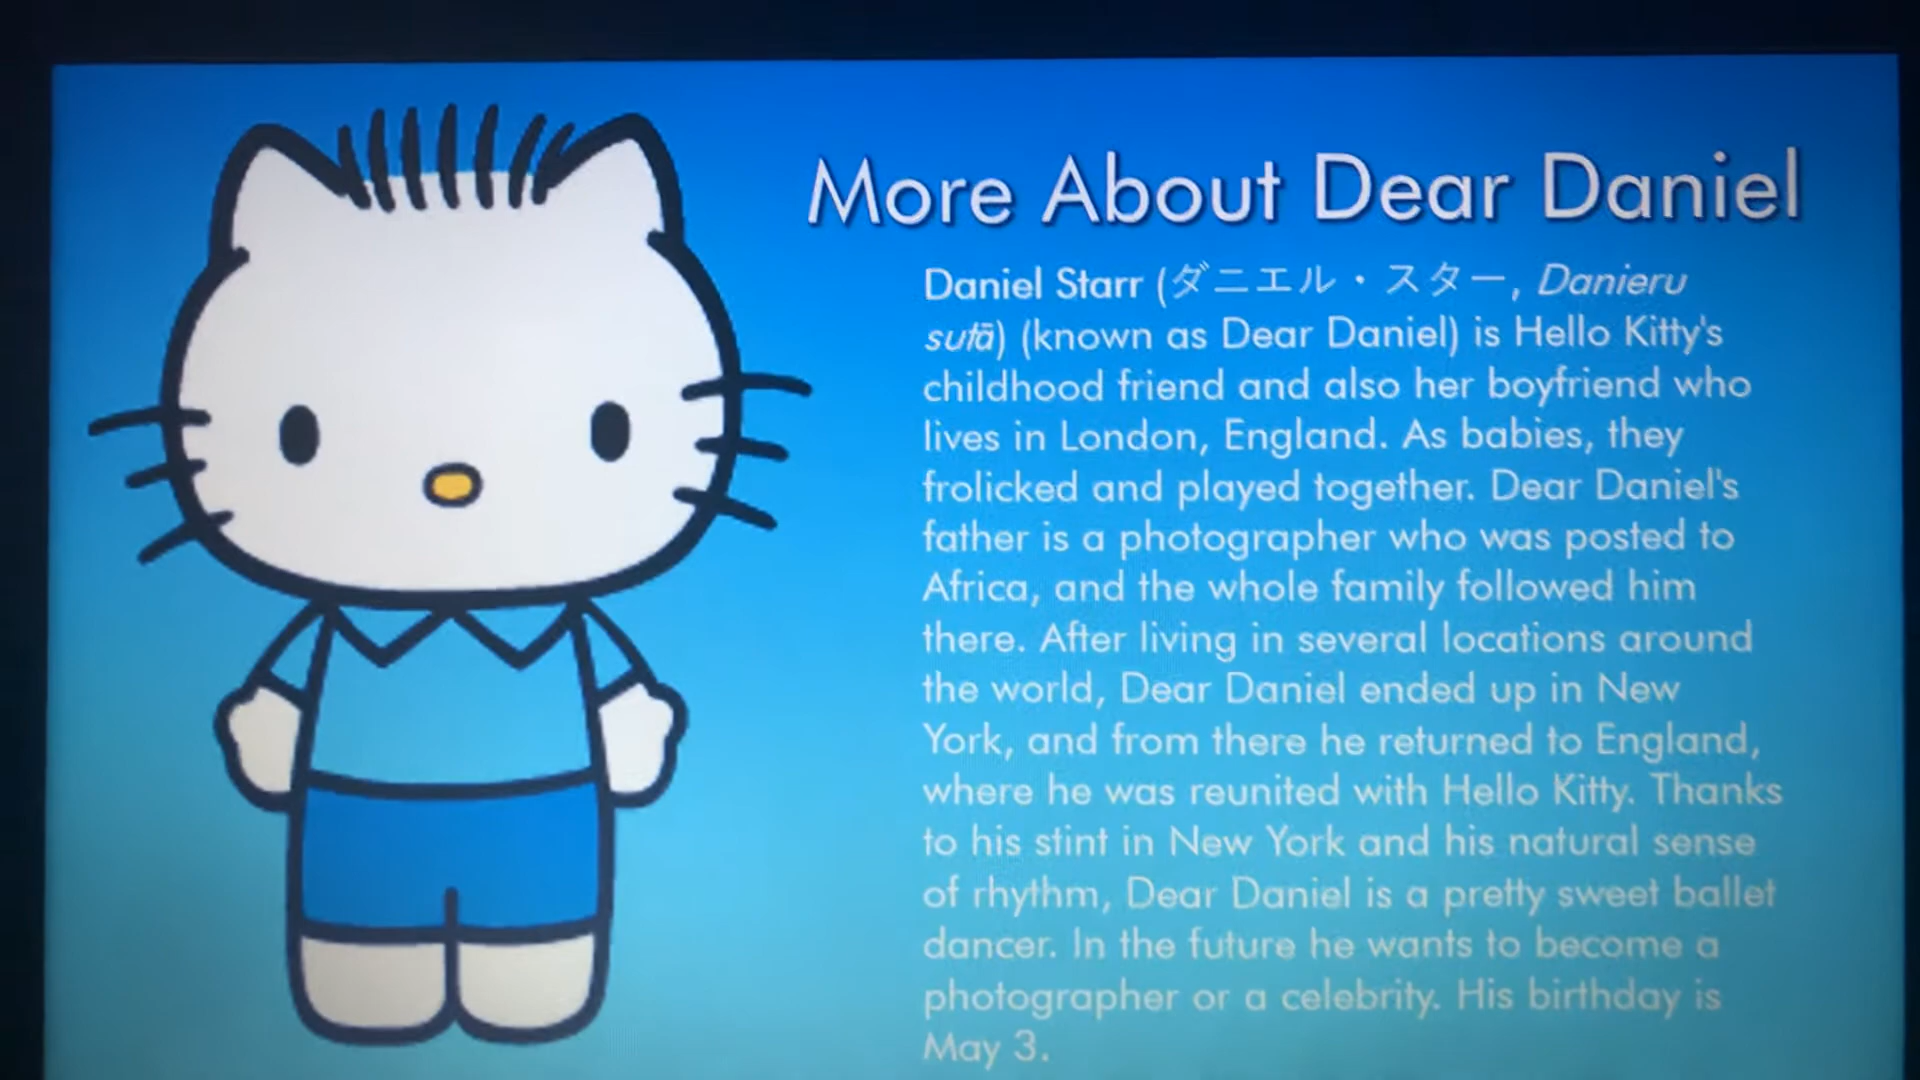 More About Dear Daniel
Daniel Starr (ダニエル・スター, Danieru
sutā) (known as Dear Daniel) is Hello Kitty's
childhood friend and also her boyfriend who
lives in London, England. As babies, they
frolicked and played together. Dear Daniel's
father is a photographer who was posted to
Africa, and the whole family followed him
there. After living in several locations around
the world, Dear Daniel ended up in New
York, and from there he returned to England,
where he was reunited with Hello Kitty. Thanks
to his stint in New York and his natural sense
of rhythm, Dear Daniel is a pretty sweet ballet
dancer. In the future he wants to become a
photographer or a celebrity. His birthday is
May 3.